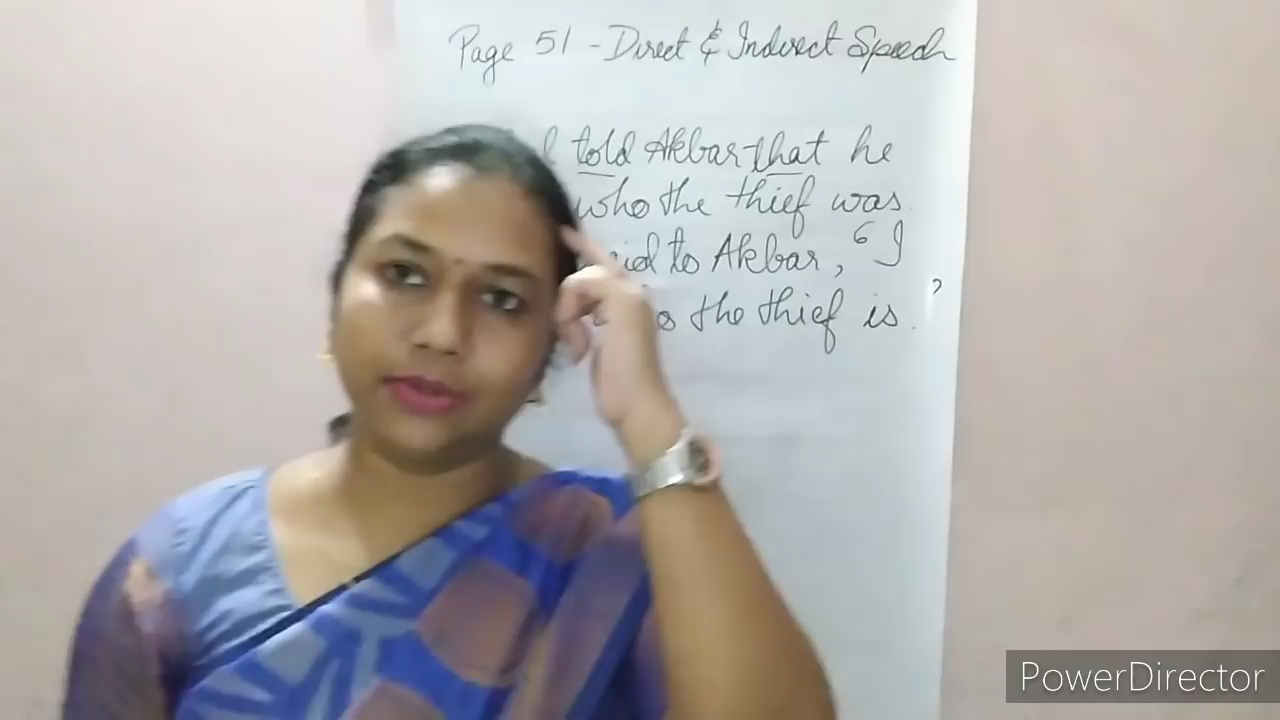 Page 51 - Direct & Indirect Speech
told Akbar that he
who the thief was
to Akbar, ‘I
the thief is.’
PowerDirector